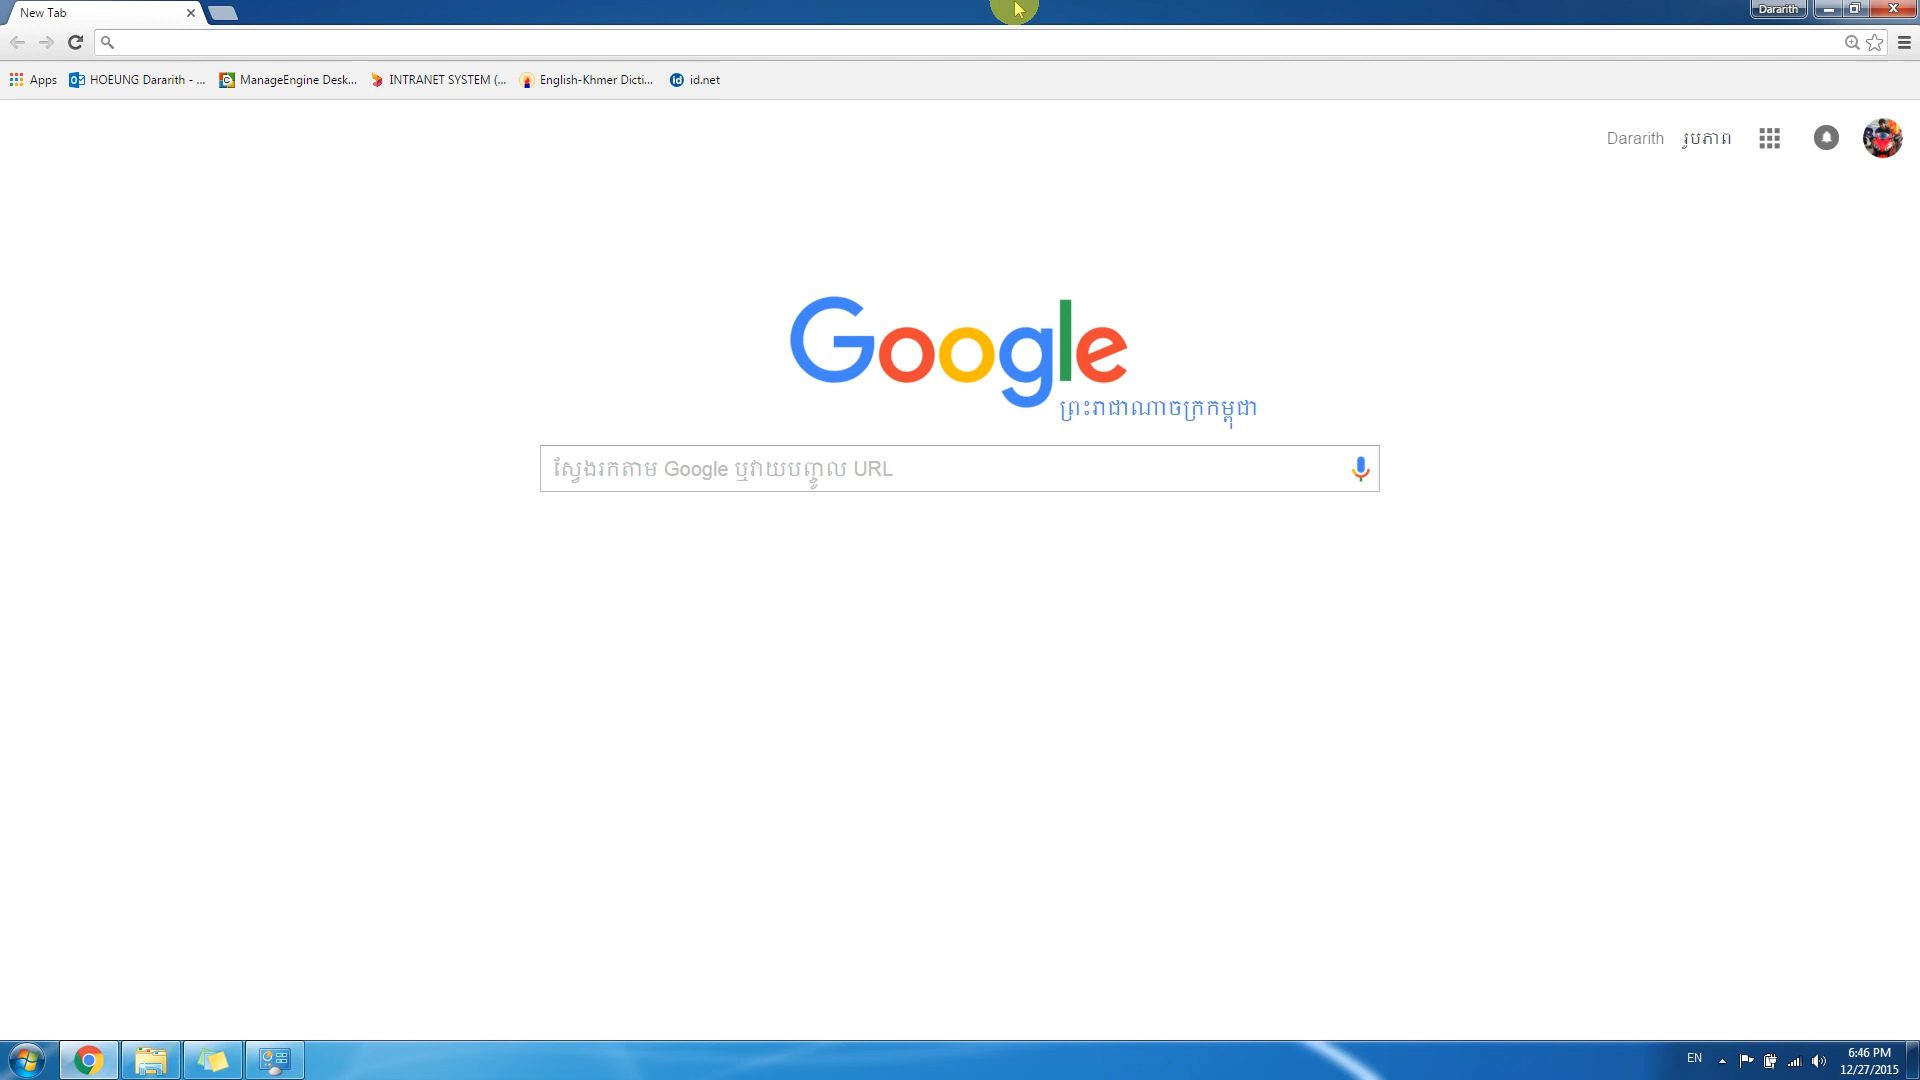 New Tab
Dararith
Apps HOEUNG Dararith - ... ManageEngine Desk... INTRANET SYSTEM (... English-Khmer Dicti... id id.net
Dararith រូបភាព
Google
ព្រះរាជាណាចក្រកម្ពុជា
ស្វែងរកតាម Google ឬវាយបញ្ចូល URL
EN 6:46 PM
12/27/2015